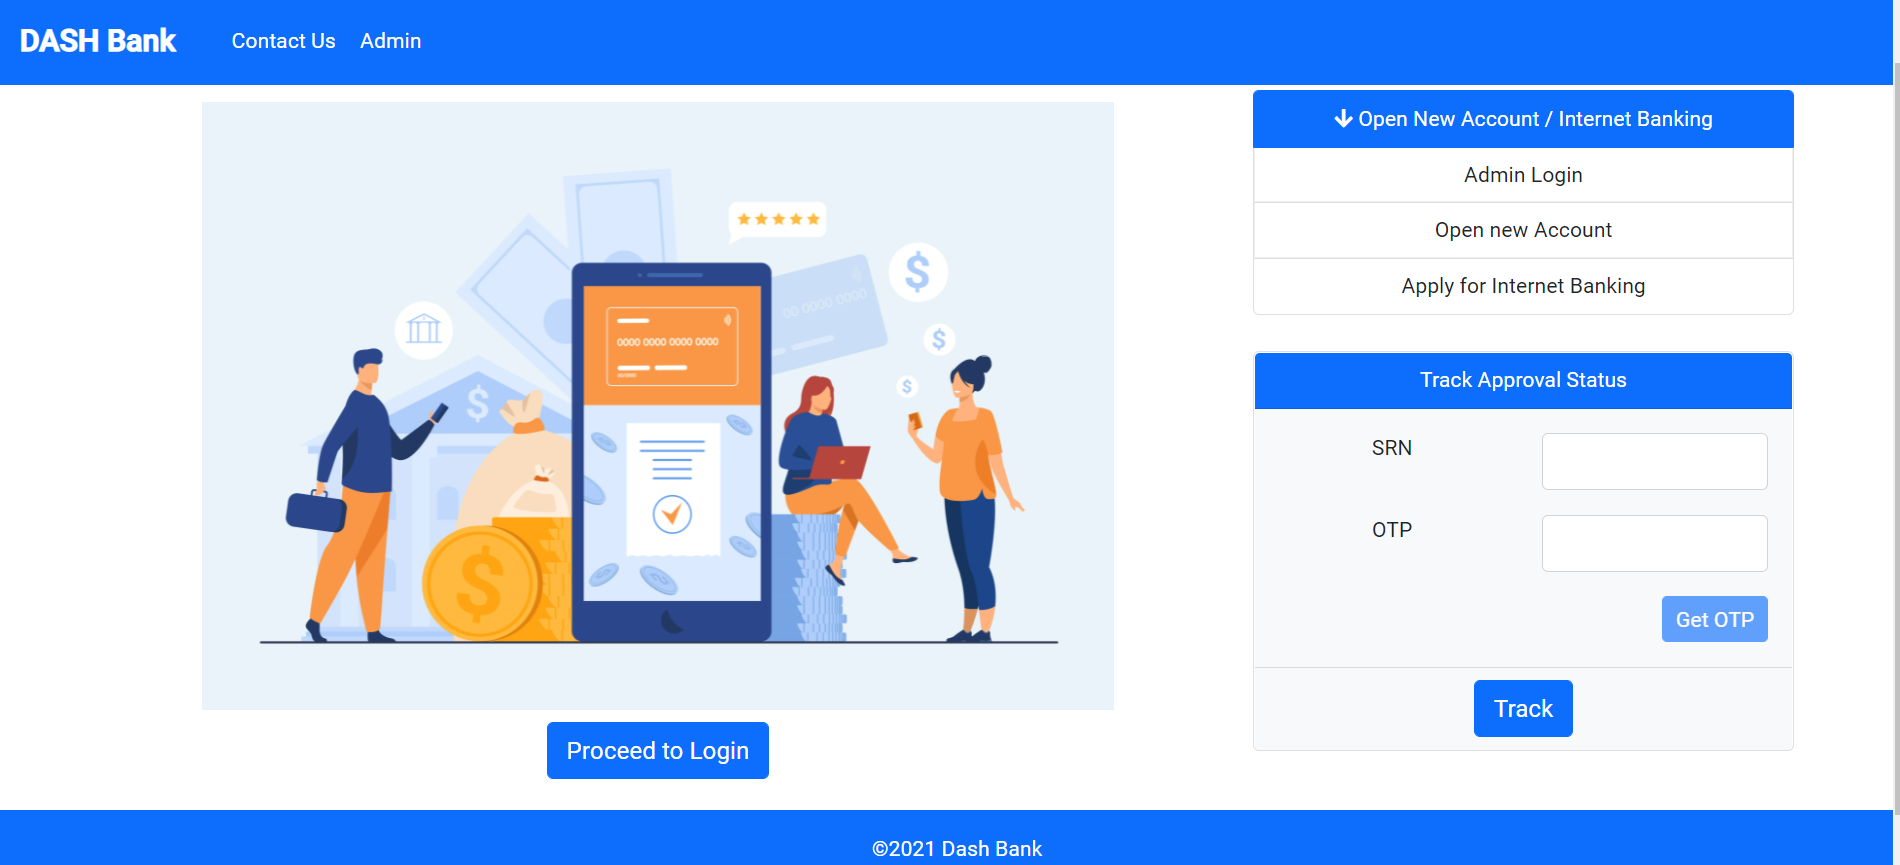 DASH Bank
Contact Us
Admin
Open New Account / Internet Banking
Admin Login
Open new Account
Apply for Internet Banking
00 0000 0000
0000 0000 0000 0000
$
$
$
$
$
Track Approval Status
SRN
OTP
Get OTP
Track
Proceed to Login
©2021 Dash Bank